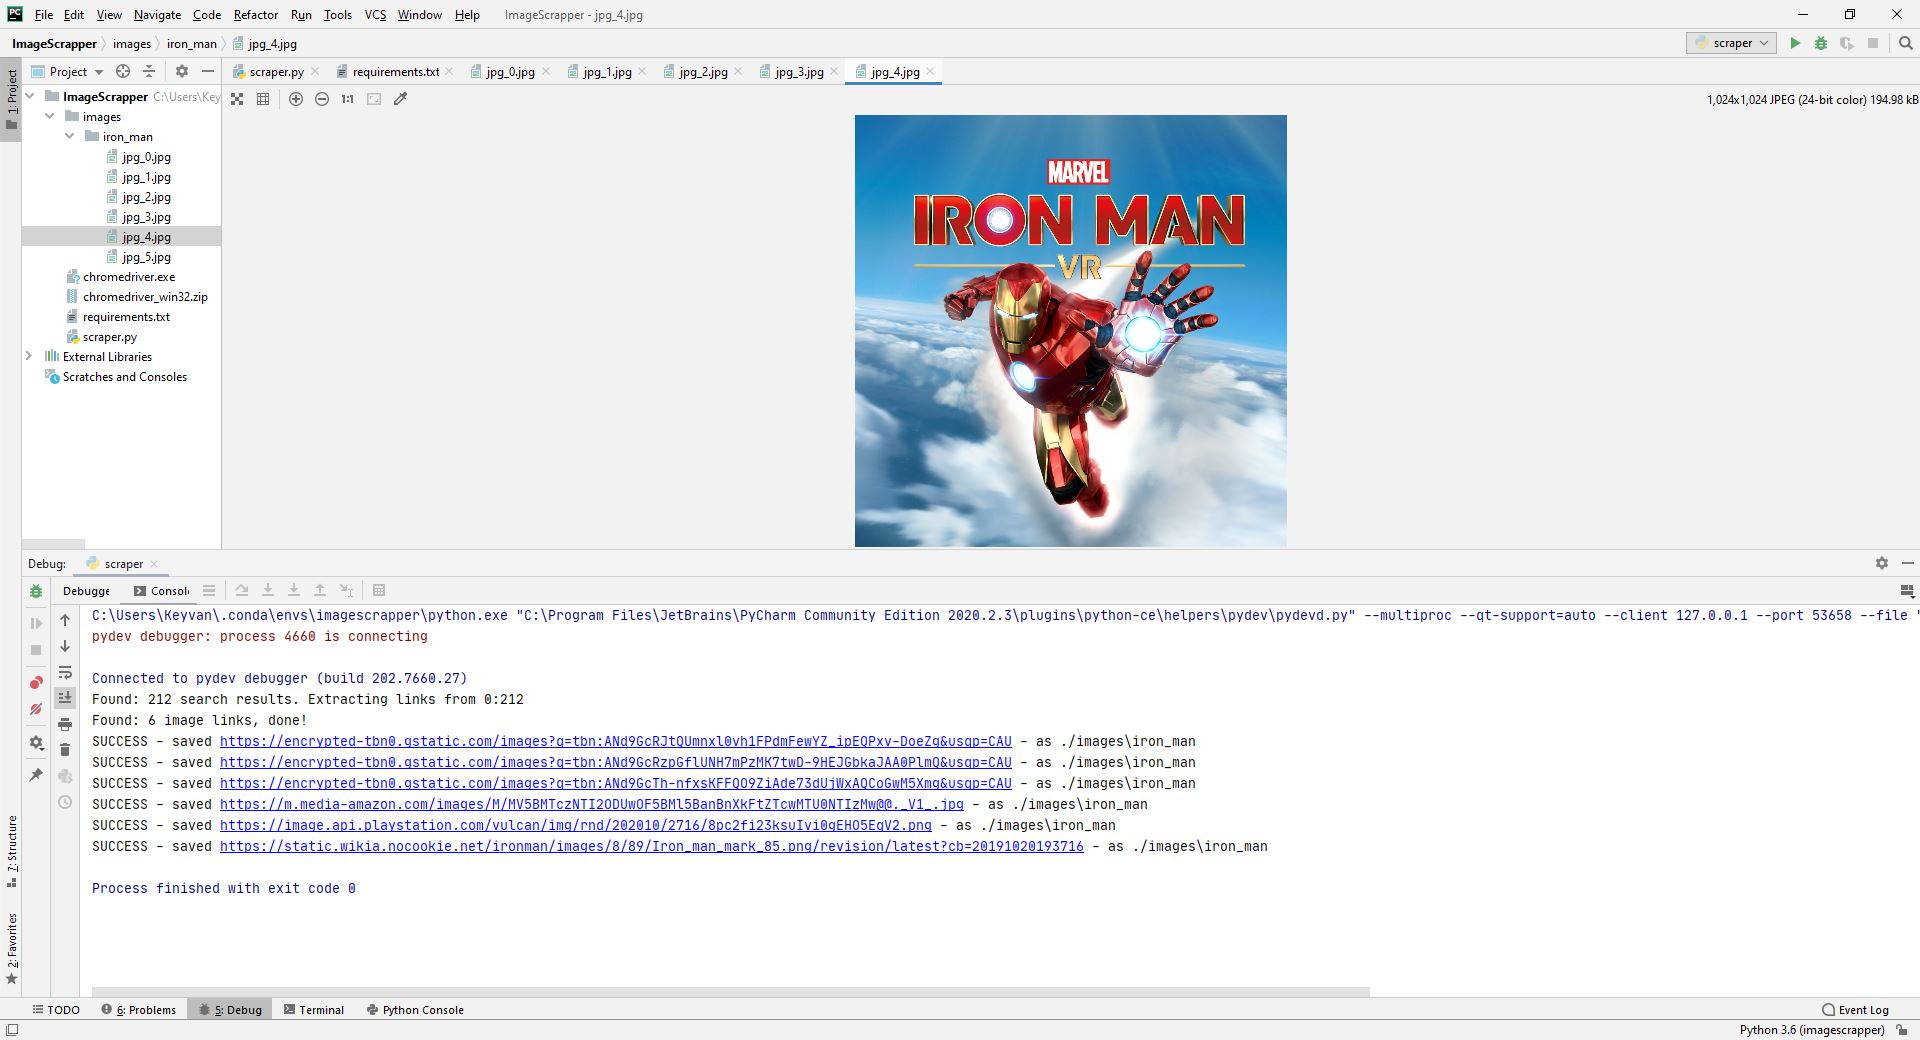 File Edit View Navigate Code Refactor Run Tools VCS Window Help ImageScrapper - jpg_4.jpg
ImageScrapper images iron_man jpg_4.jpg scraper
1: Project
Project scraper.py requirements.txt jpg_0.jpg jpg_1.jpg jpg_2.jpg jpg_3.jpg jpg_4.jpg
ImageScrapper C:\Users\Key
images
iron_man
jpg_0.jpg
jpg_1.jpg
jpg_2.jpg
jpg_3.jpg
jpg_4.jpg
jpg_5.jpg
chromedriver.exe
chromedriver_win32.zip
requirements.txt
scraper.py
External Libraries
Scratches and Consoles
1:1 1,024x1,024 JPEG (24-bit color) 194.98 kB
MARVEL
IRON MAN
VR
Debug: scraper
Debugge Consol
C:\Users\Keyvan\.conda\envs\imagescrapper\python.exe "C:\Program Files\JetBrains\PyCharm Community Edition 2020.2.3\plugins\python-ce\helpers\pydev\pydevd.py" --multiproc --qt-support=auto --client 127.0.0.1 --port 53658 --file '
pydev debugger: process 4660 is connecting
Connected to pydev debugger (build 202.7660.27)
Found: 212 search results. Extracting links from 0:212
Found: 6 image links, done!
SUCCESS - saved https://encrypted-tbn0.gstatic.com/images?q=tbn:ANd9GcRJtQUmnxl0vh1FPdmFewYZ_ipEQPxv-DoeZg&usqp=CAU - as ./images\iron_man
SUCCESS - saved https://encrypted-tbn0.gstatic.com/images?q=tbn:ANd9GcRzpGflUNH7mPzMK7twD-9HEJGbkaJAA0PlmQ&usqp=CAU - as ./images\iron_man
SUCCESS - saved https://encrypted-tbn0.gstatic.com/images?q=tbn:ANd9GcTh-nfxsKFFQO9ZiAde73dUjWxAQCoGwM5Xmg&usqp=CAU - as ./images\iron_man
SUCCESS - saved https://m.media-amazon.com/images/M/MV5BMTczNTI2ODUwOF5BMl5BanBnXkFtZTcwMTU0NTIzMw@@._V1_.jpg - as ./images\iron_man
SUCCESS - saved https://image.api.playstation.com/vulcan/img/rnd/202010/2716/8pc2fi23ksuIvi0gEHO5EqV2.png - as ./images\iron_man
SUCCESS - saved https://static.wikia.nocookie.net/ironman/images/8/89/Iron_man_mark_85.png/revision/latest?cb=20191020193716 - as ./images\iron_man
Process finished with exit code 0
7: Structure
2: Favorites
TODO 6: Problems 5: Debug Terminal Python Console Event Log
Python 3.6 (imagescrapper)